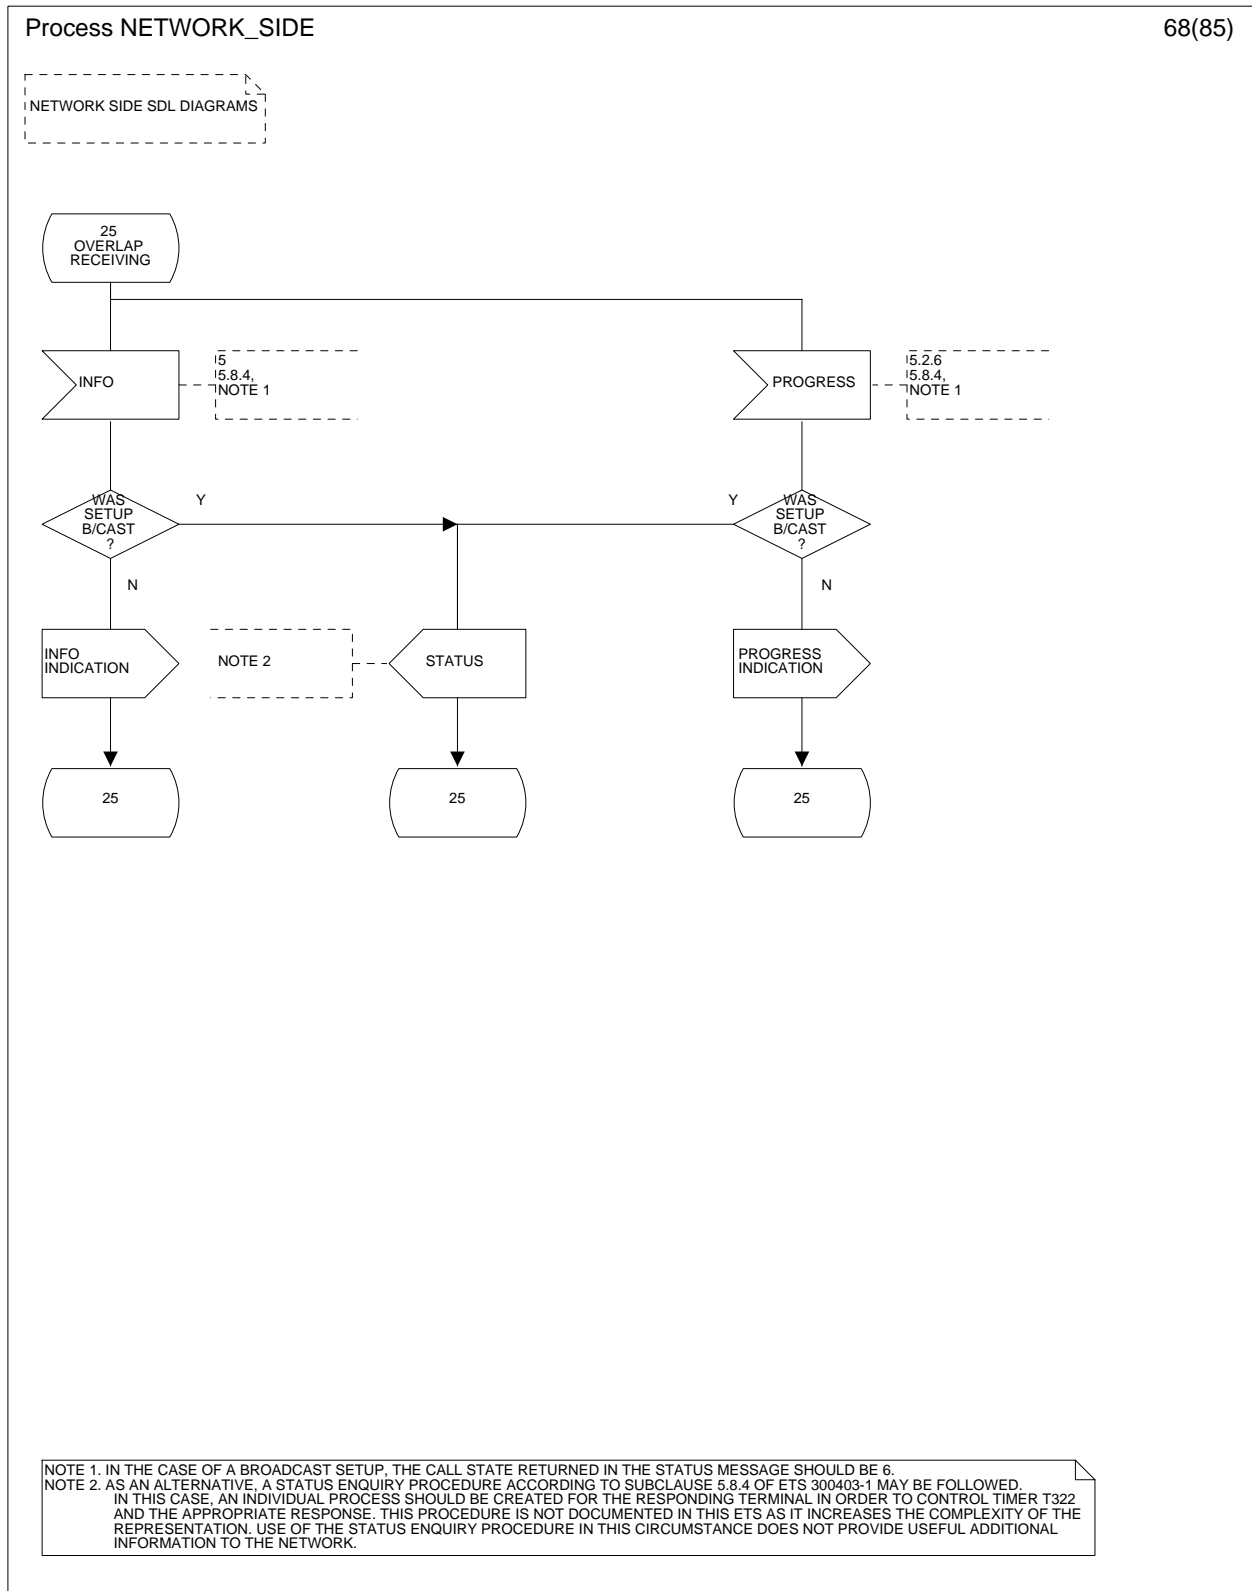 Process NETWORK_SIDE
68(85)
NETWORK SIDE SDL DIAGRAMS
25
OVERLAP
RECEIVING
INFO
5
5.8.4,
NOTE 1
PROGRESS
5.2.6
5.8.4,
NOTE 1
WAS
SETUP
B/CAST
?
Y
N
Y
WAS
SETUP
B/CAST
?
N
INFO
INDICATION
NOTE 2
STATUS
PROGRESS
INDICATION
25
25
25
NOTE 1. IN THE CASE OF A BROADCAST SETUP, THE CALL STATE RETURNED IN THE STATUS MESSAGE SHOULD BE 6.
NOTE 2. AS AN ALTERNATIVE, A STATUS ENQUIRY PROCEDURE ACCORDING TO SUBCLAUSE 5.8.4 OF ETS 300403-1 MAY BE FOLLOWED.
IN THIS CASE, AN INDIVIDUAL PROCESS SHOULD BE CREATED FOR THE RESPONDING TERMINAL IN ORDER TO CONTROL TIMER T322
AND THE APPROPRIATE RESPONSE. THIS PROCEDURE IS NOT DOCUMENTED IN THIS ETS AS IT INCREASES THE COMPLEXITY OF THE
REPRESENTATION. USE OF THE STATUS ENQUIRY PROCEDURE IN THIS CIRCUMSTANCE DOES NOT PROVIDE USEFUL ADDITIONAL
INFORMATION TO THE NETWORK.